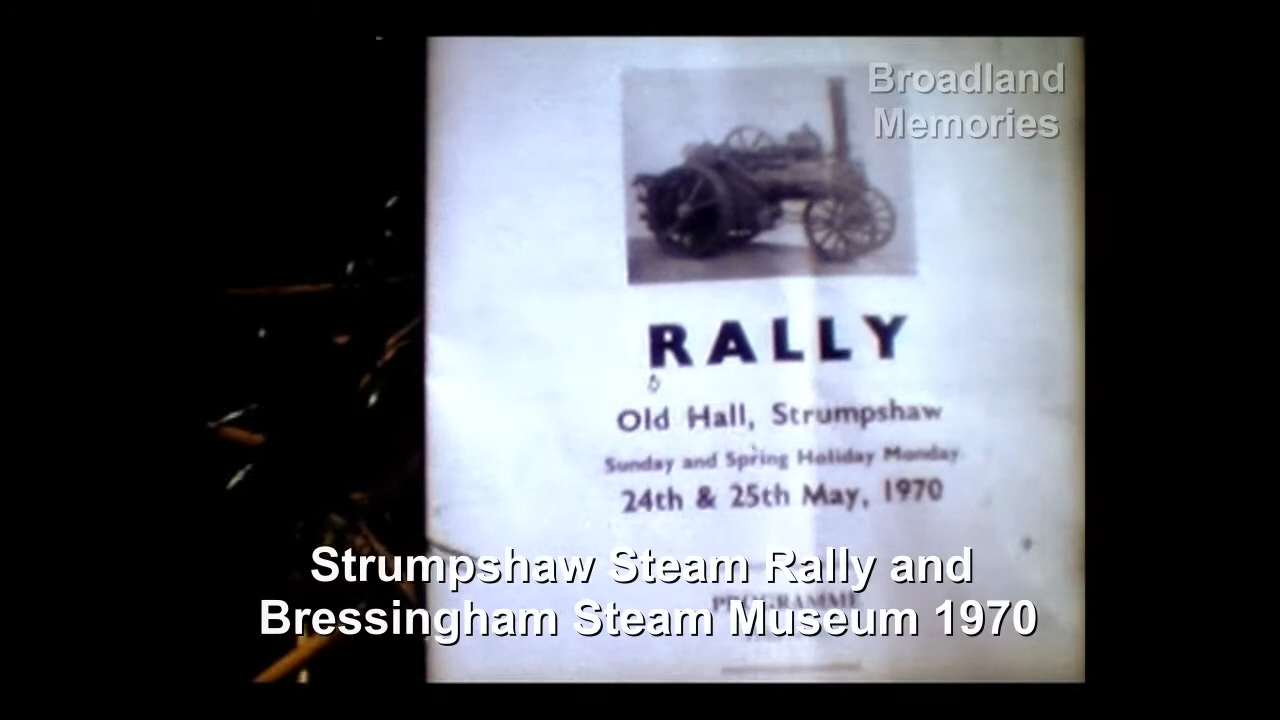 Broadland
Memories
RALLY
Old Hall, Strumpshaw
Sunday and Spring Holiday Monday
24th & 25th May, 1970
PROGRAMME
Strumpshaw Steam Rally and
Bressingham Steam Museum 1970